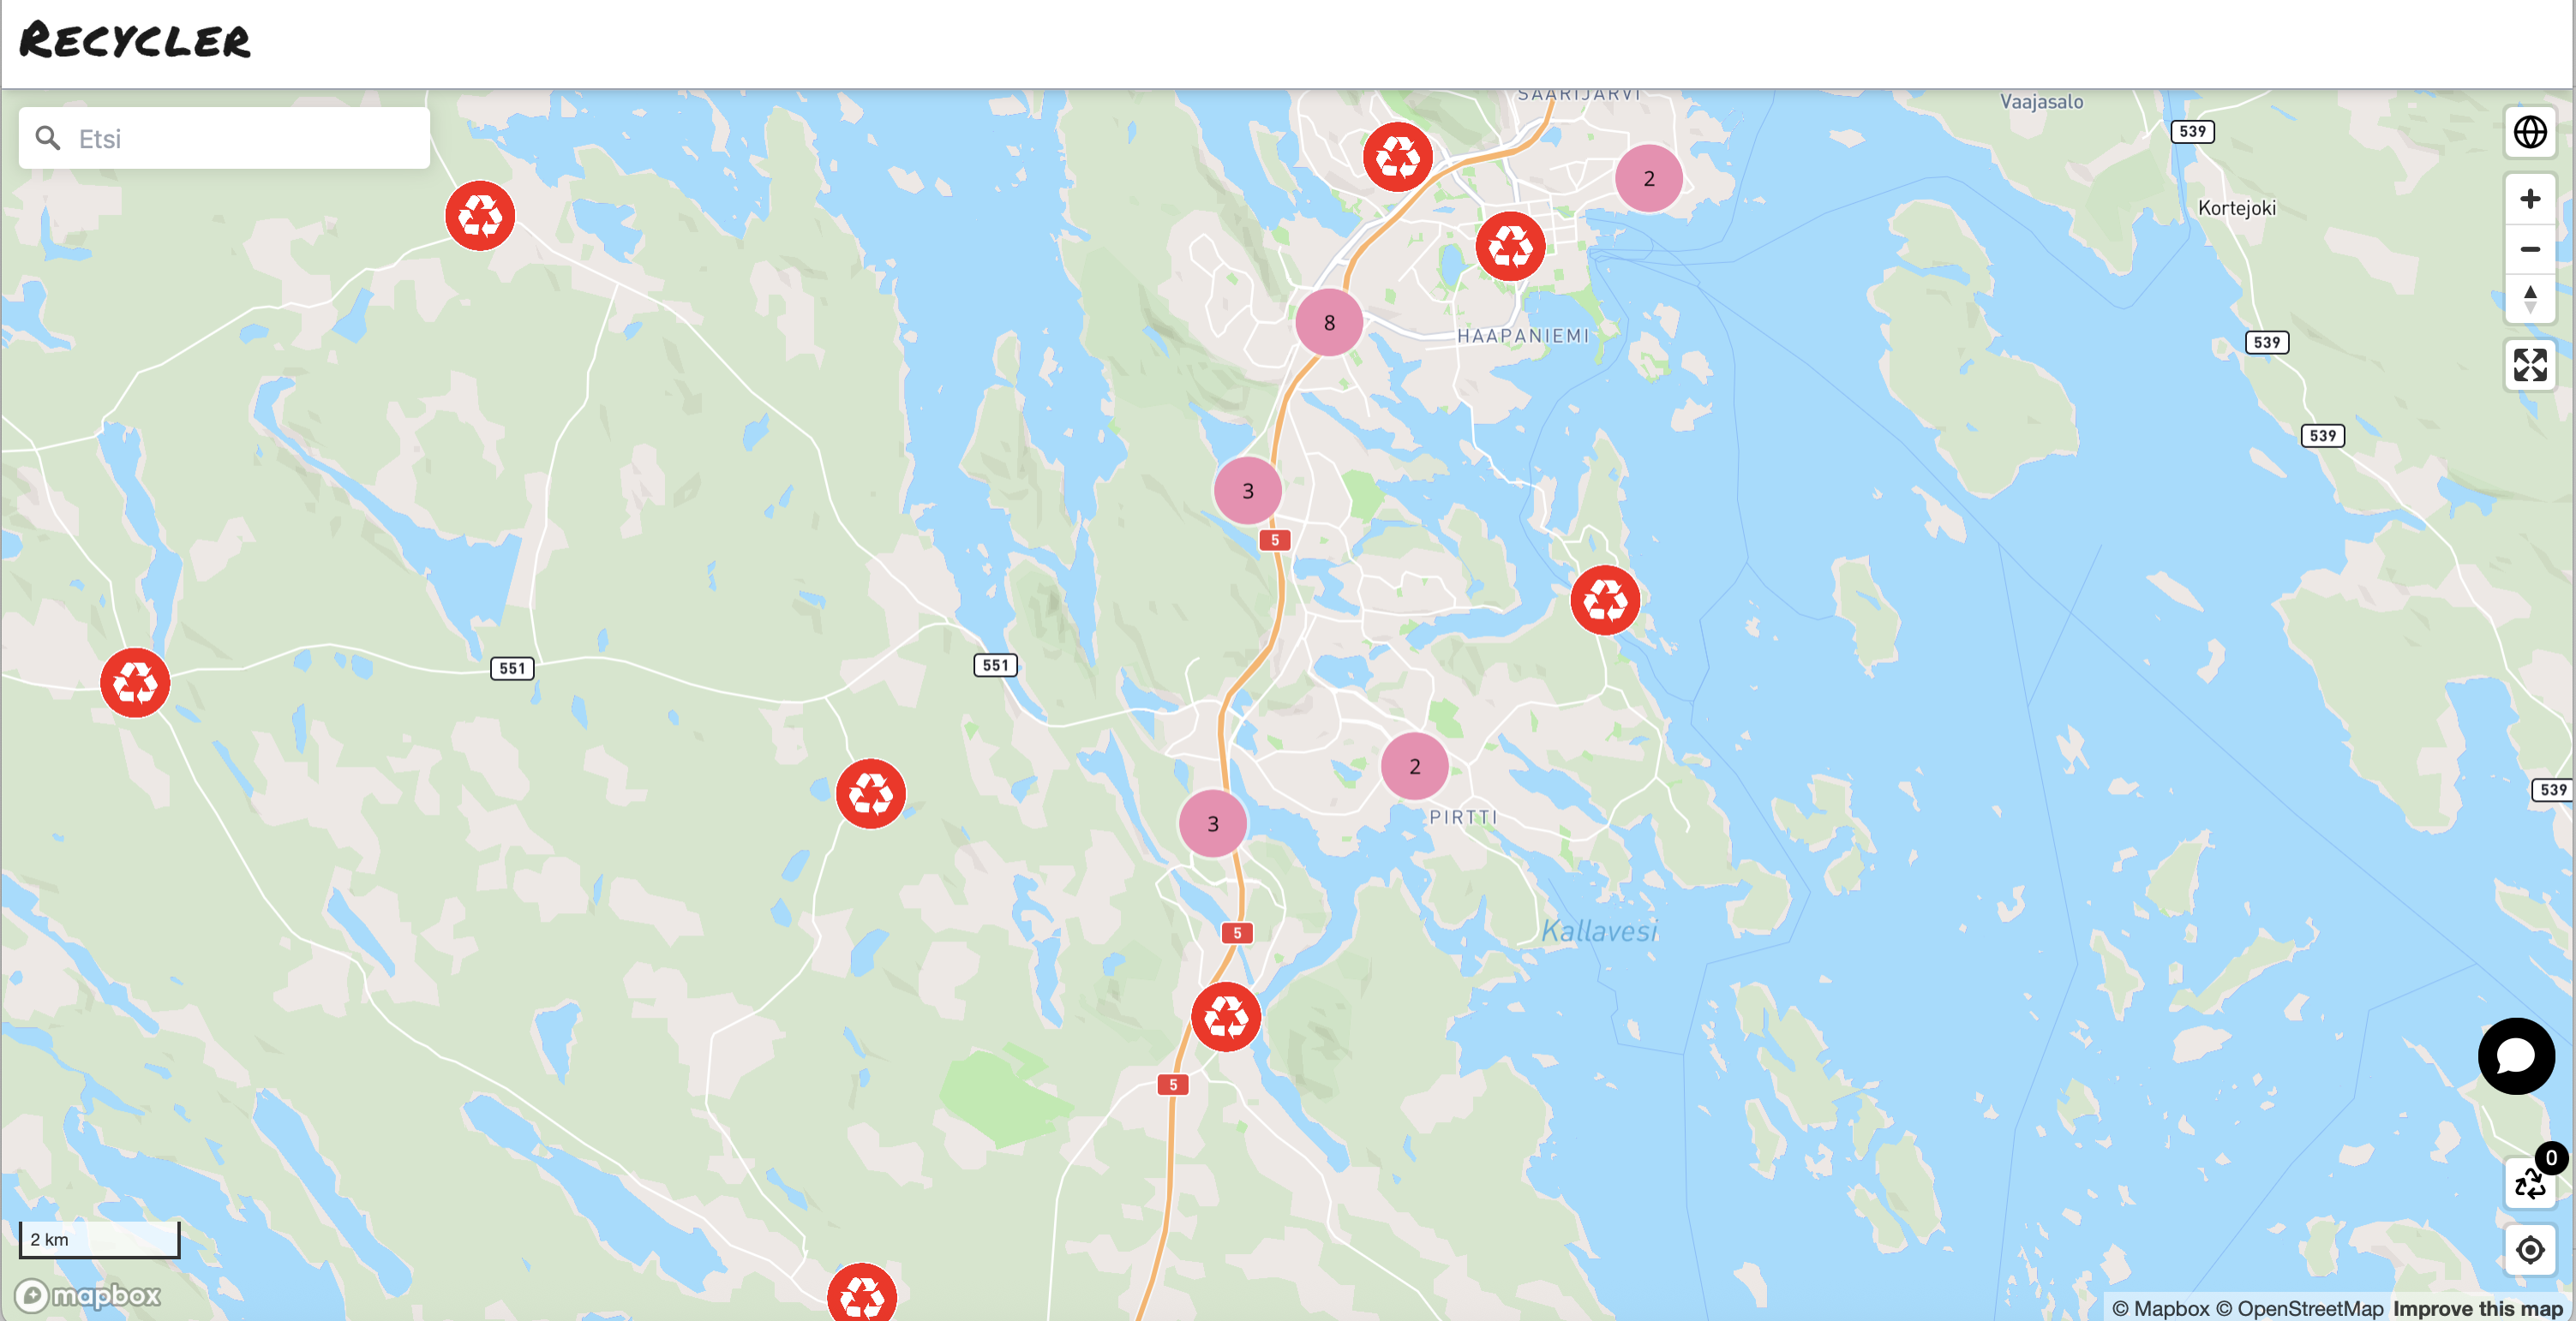 RECYCLER
Etsi
SAARIJÄRVI
Vaajasalo
539
2
Kortejoki
8
HAAPANIEMI
539
539
3
5
551
551
2
539
PIRTTI
3
Kallavesi
5
5
0
2 km
mapbox
© Mapbox © OpenStreetMap Improve this map